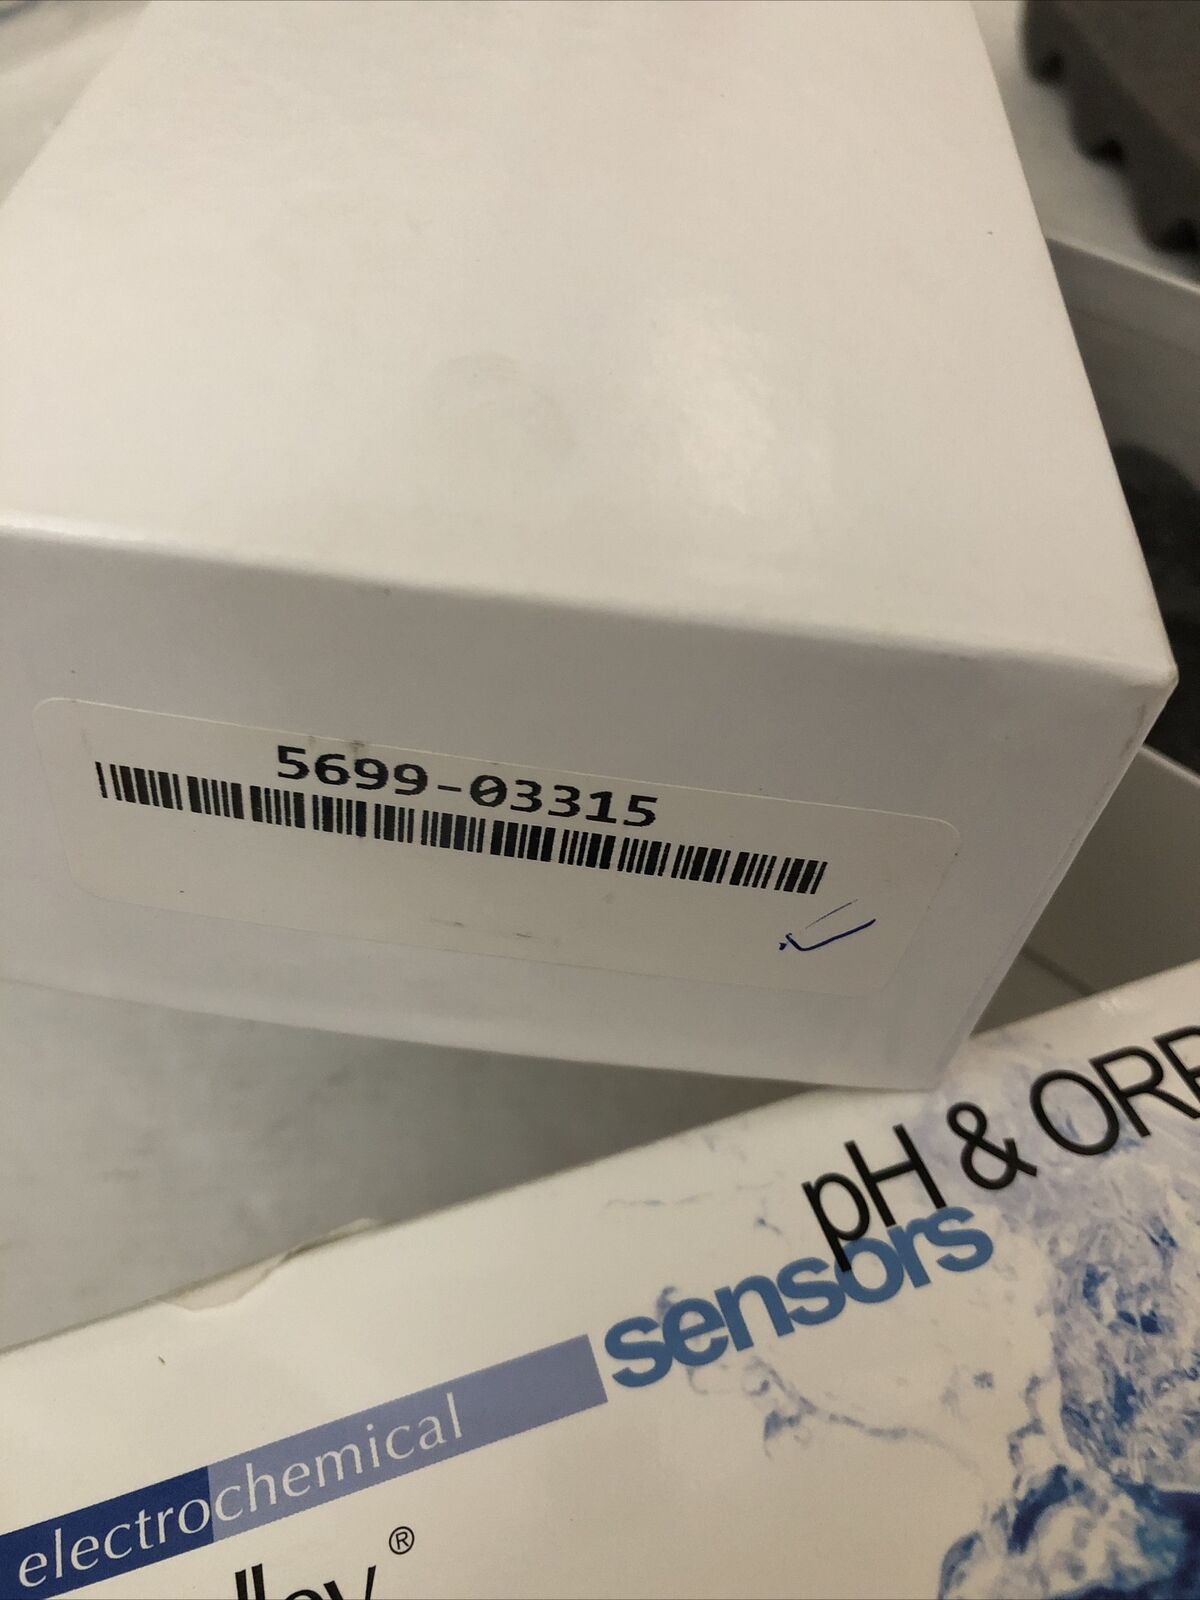 5699-03315
pH & ORP
sensors
electrochemical
®